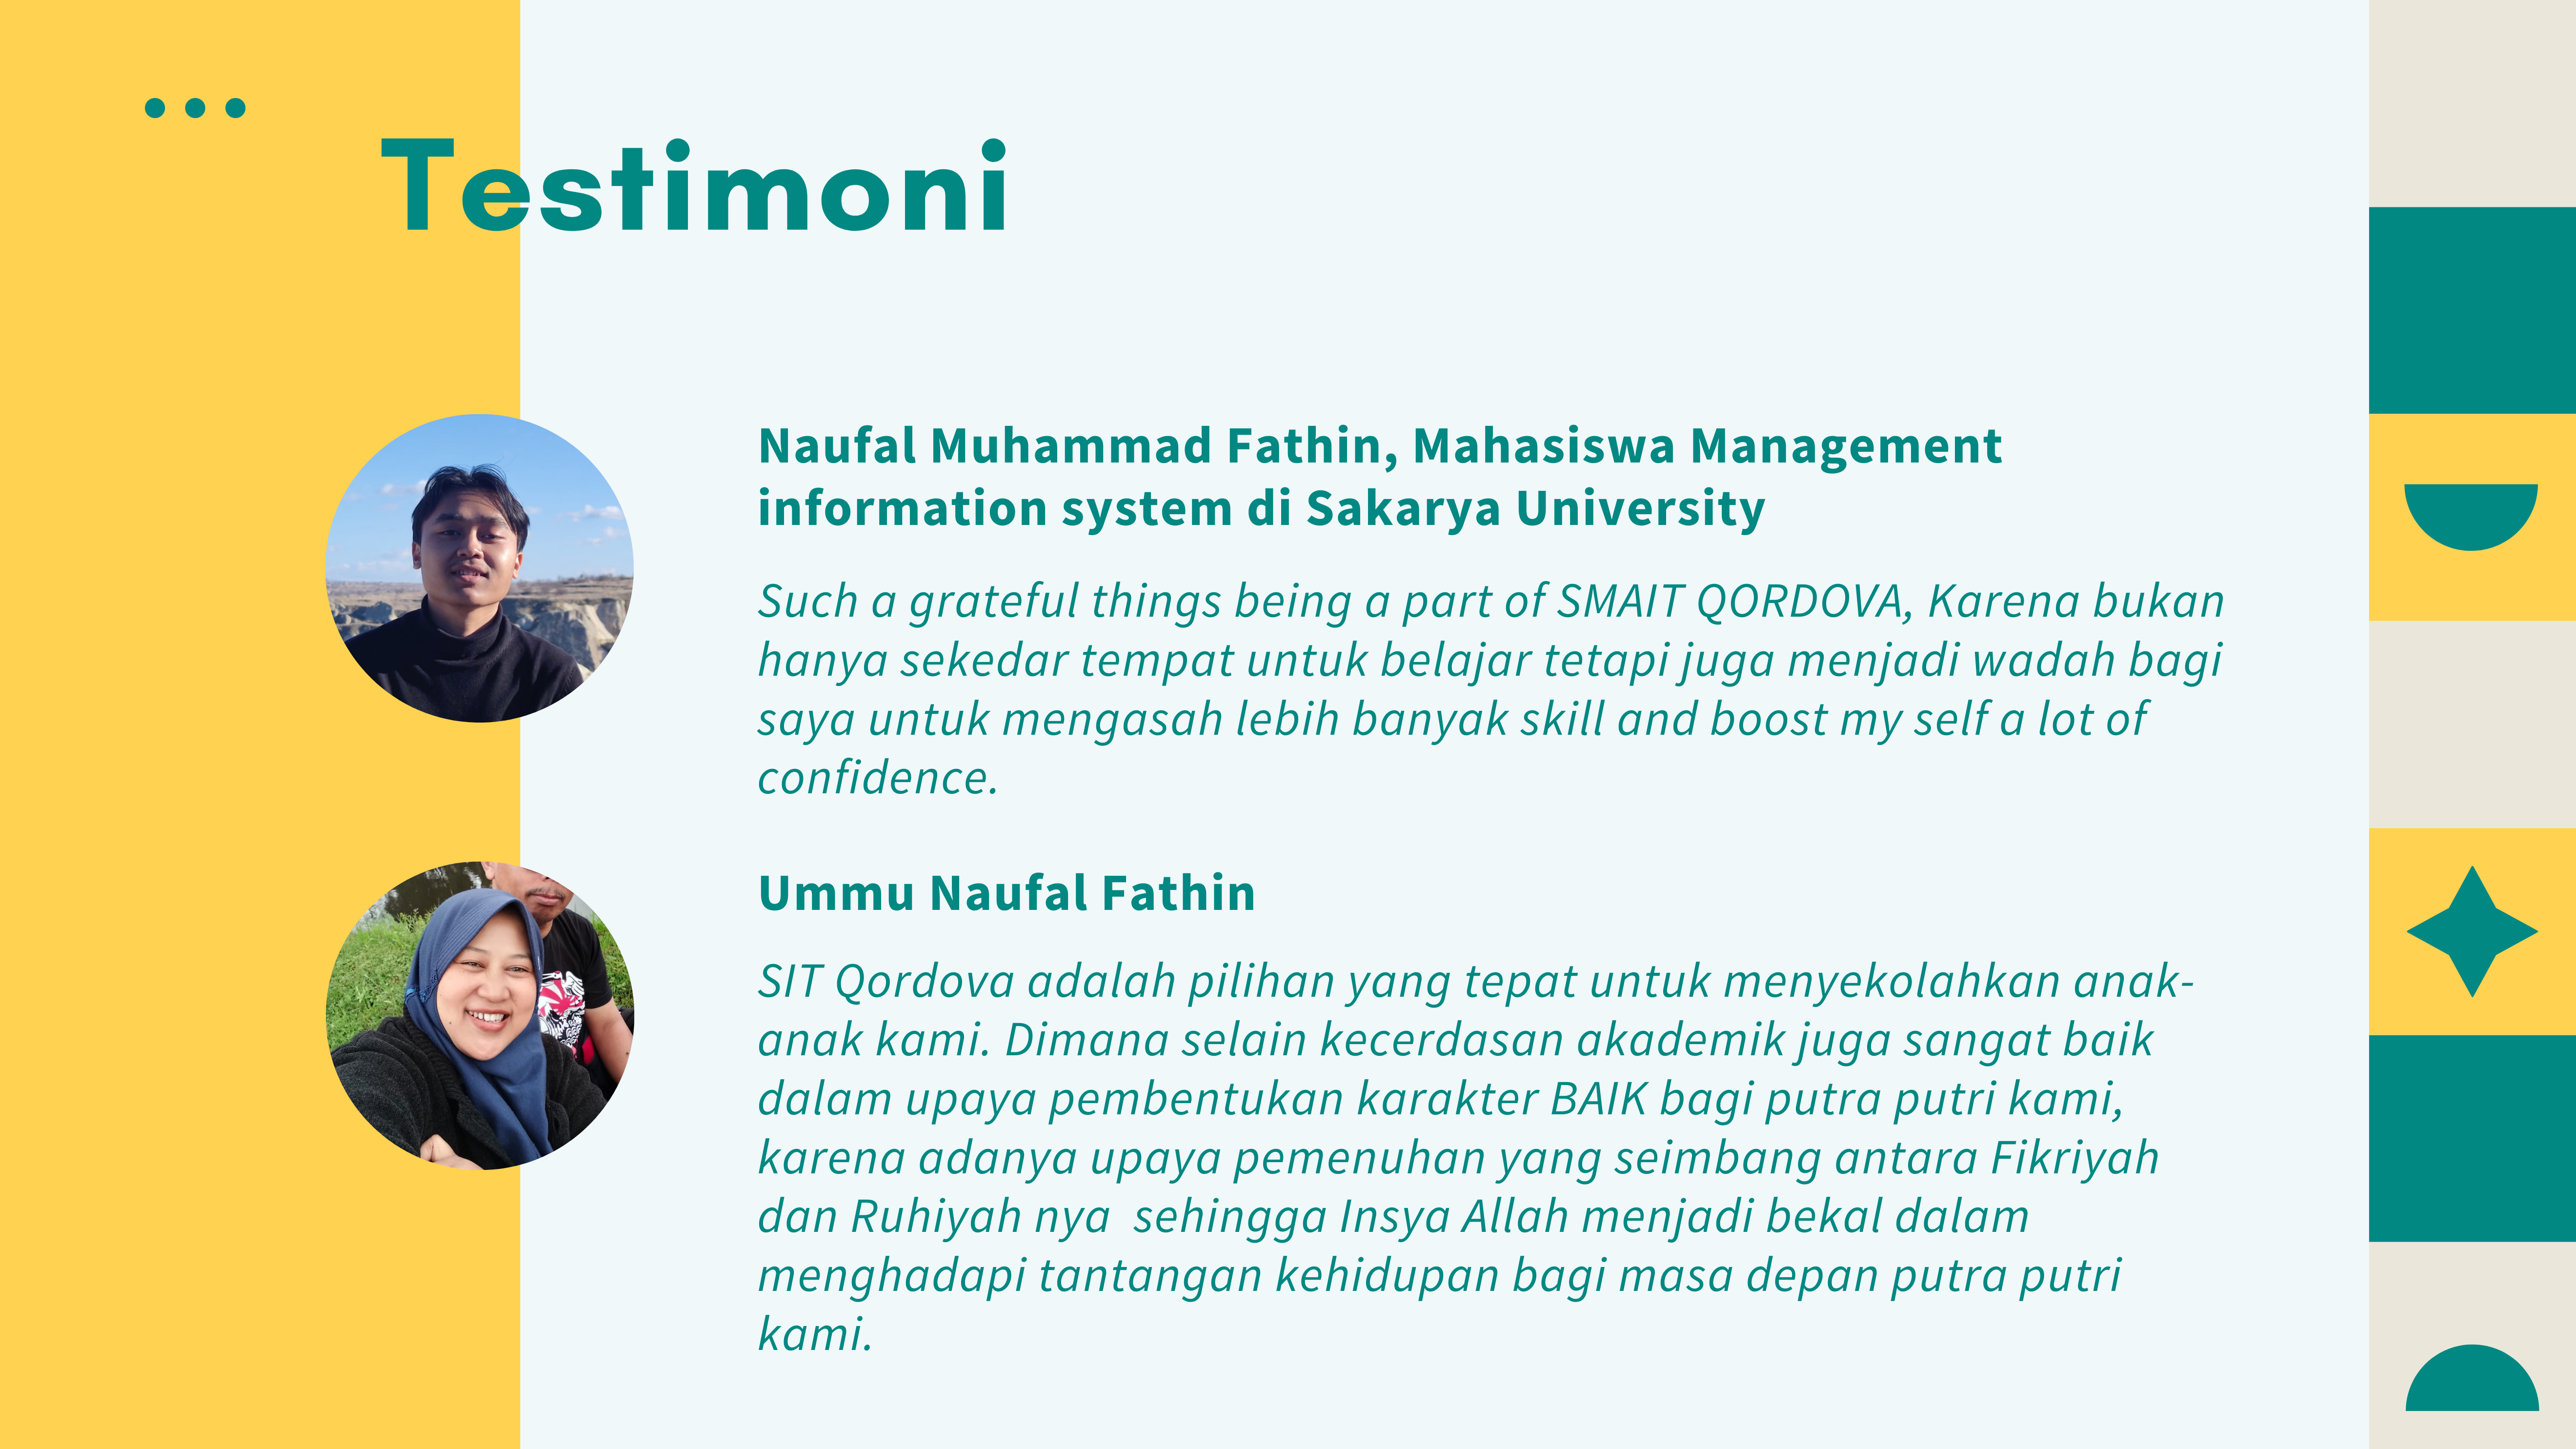 Testimoni
Naufal Muhammad Fathin, Mahasiswa Management
information system di Sakarya University
Such a grateful things being a part of SMAIT QORDOVA, Karena bukan
hanya sekedar tempat untuk belajar tetapi juga menjadi wadah bagi
saya untuk mengasah lebih banyak skill and boost my self a lot of
confidence.
Ummu Naufal Fathin
SIT Qordova adalah pilihan yang tepat untuk menyekolahkan anak-
anak kami. Dimana selain kecerdasan akademik juga sangat baik
dalam upaya pembentukan karakter BAIK bagi putra putri kami,
karena adanya upaya pemenuhan yang seimbang antara Fikriyah
dan Ruhiyah nya  sehingga Insya Allah menjadi bekal dalam
menghadapi tantangan kehidupan bagi masa depan putra putri
kami.